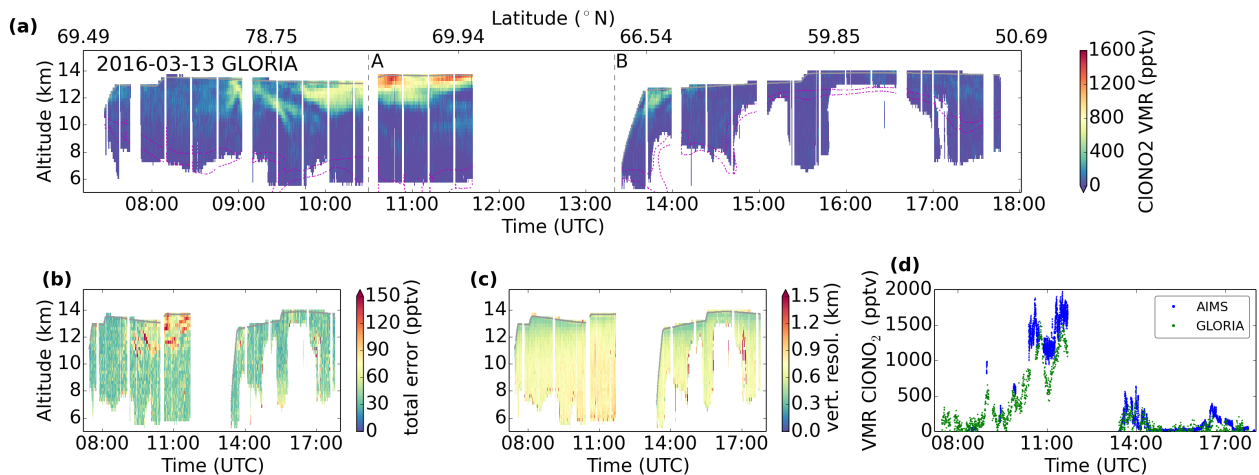 Latitude (°N)
(a)
69.49 78.75 69.94 66.54 59.85 50.69
2016-03-13 GLORIA
A
B
14
12
10
8
6
Altitude (km)
08:00 09:00 10:00 11:00 12:00 13:00 14:00 15:00 16:00 17:00 18:00
Time (UTC)
1600
1200
800
400
0
ClONO2 VMR (pptv)
(b)
14
12
10
8
6
Altitude (km)
08:00 11:00 14:00 17:00
Time (UTC)
150
120
90
60
30
0
total error (pptv)
(c)
14
12
10
8
6
Altitude (km)
08:00 11:00 14:00 17:00
Time (UTC)
1.5
1.2
0.9
0.6
0.3
0.0
vert. resol. (km)
(d)
2000
1500
1000
500
0
VMR ClONO2 (pptv)
AIMS
GLORIA
08:00 11:00 14:00 17:00
Time (UTC)